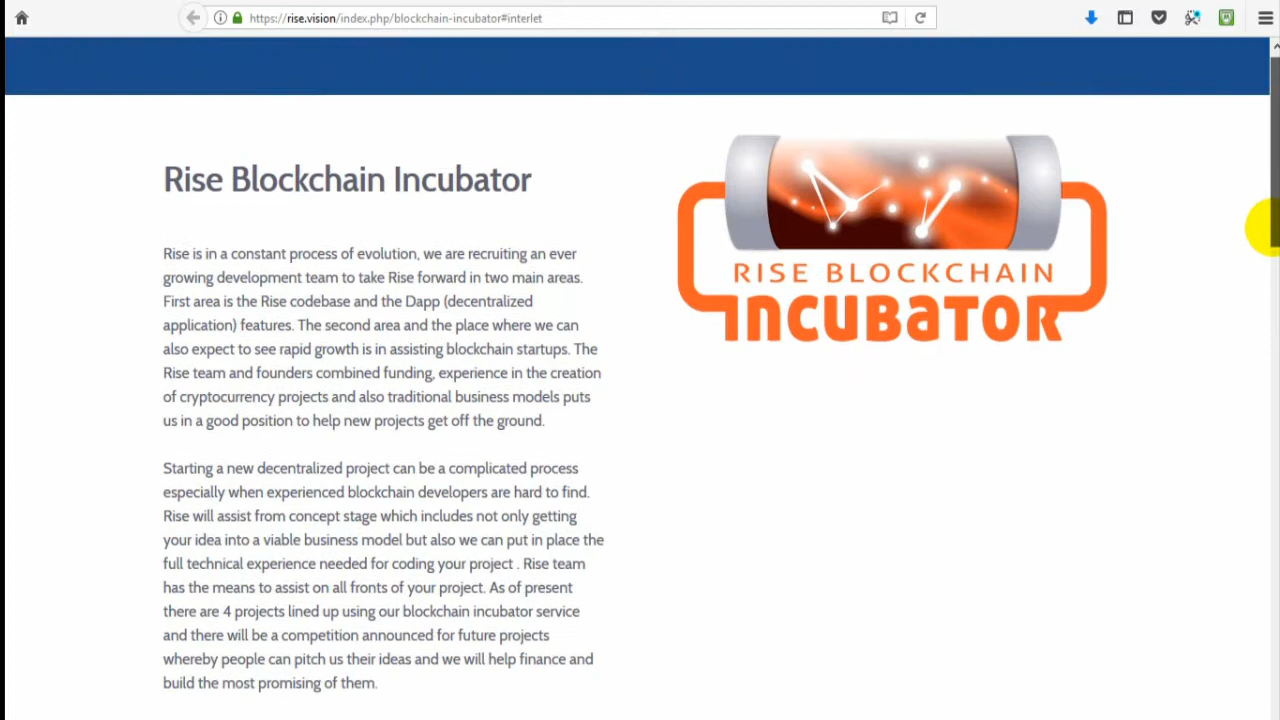 https://rise.vision/index.php/blockchain-incubator#interlet
Rise Blockchain Incubator
RISE BLOCKCHAIN
INCUBATOR
Rise is in a constant process of evolution, we are recruiting an ever
growing development team to take Rise forward in two main areas.
First area is the Rise codebase and the Dapp (decentralized
application) features. The second area and the place where we can
also expect to see rapid growth is in assisting blockchain startups. The
Rise team and founders combined funding, experience in the creation
of cryptocurrency projects and also traditional business models puts
us in a good position to help new projects get off the ground.
Starting a new decentralized project can be a complicated process
especially when experienced blockchain developers are hard to find.
Rise will assist from concept stage which includes not only getting
your idea into a viable business model but also we can put in place the
full technical experience needed for coding your project . Rise team
has the means to assist on all fronts of your project. As of present
there are 4 projects lined up using our blockchain incubator service
and there will be a competition announced for future projects
whereby people can pitch us their ideas and we will help finance and
build the most promising of them.